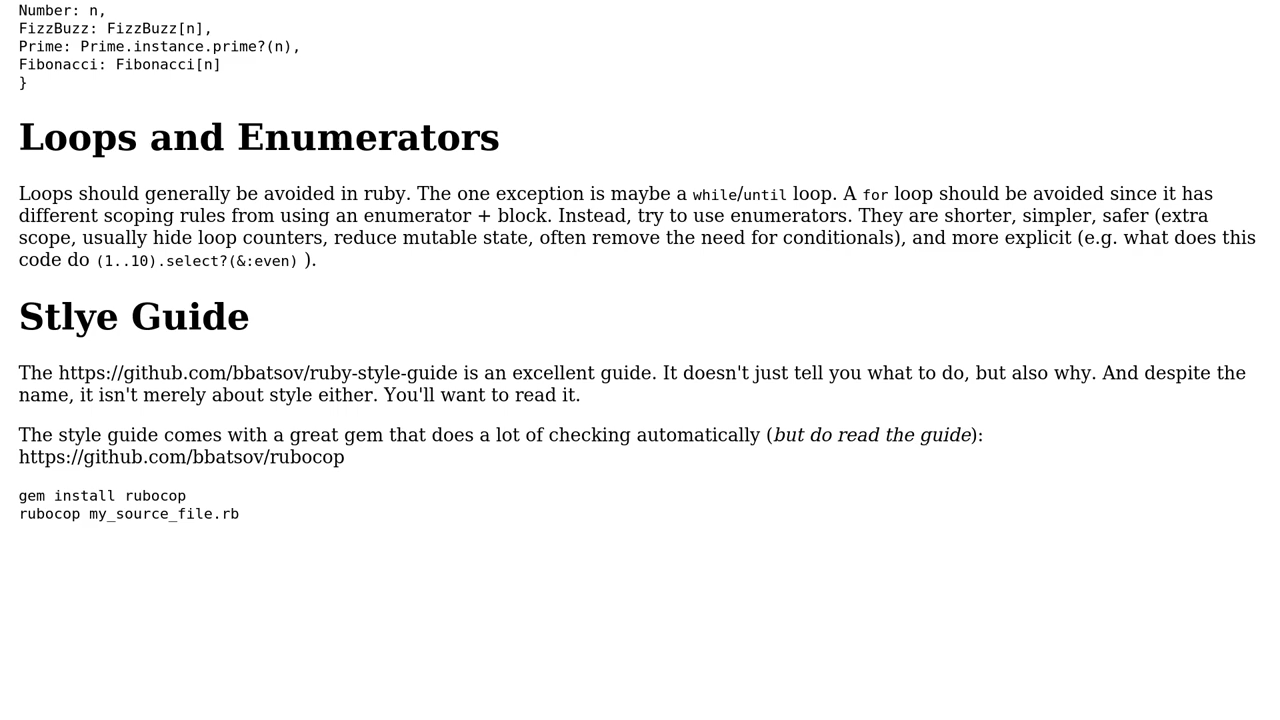 Number: n,
FizzBuzz: FizzBuzz[n],
Prime: Prime.instance.prime?(n),
Fibonacci: Fibonacci[n]
}
Loops and Enumerators
Loops should generally be avoided in ruby. The one exception is maybe a while/until loop. A for loop should be avoided since it has
different scoping rules from using an enumerator + block. Instead, try to use enumerators. They are shorter, simpler, safer (extra
scope, usually hide loop counters, reduce mutable state, often remove the need for conditionals), and more explicit (e.g. what does this
code do (1..10).select?(&:even) ).
Stlye Guide
The https://github.com/bbatsov/ruby-style-guide is an excellent guide. It doesn't just tell you what to do, but also why. And despite the
name, it isn't merely about style either. You'll want to read it.
The style guide comes with a great gem that does a lot of checking automatically (but do read the guide):
https://github.com/bbatsov/rubocop
gem install rubocop
rubocop my_source_file.rb